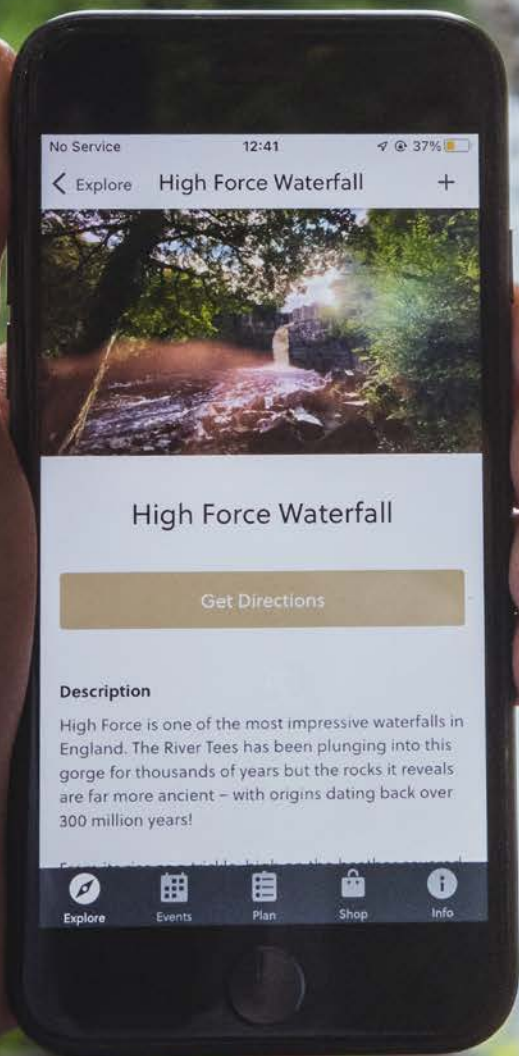 No Service 12:41 37%
Explore High Force Waterfall +
High Force Waterfall
Get Directions
Description
High Force is one of the most impressive waterfalls in
England. The River Tees has been plunging into this
gorge for thousands of years but the rocks it reveals
are far more ancient – with origins dating back over
300 million years!
Explore Events Plan Shop Info